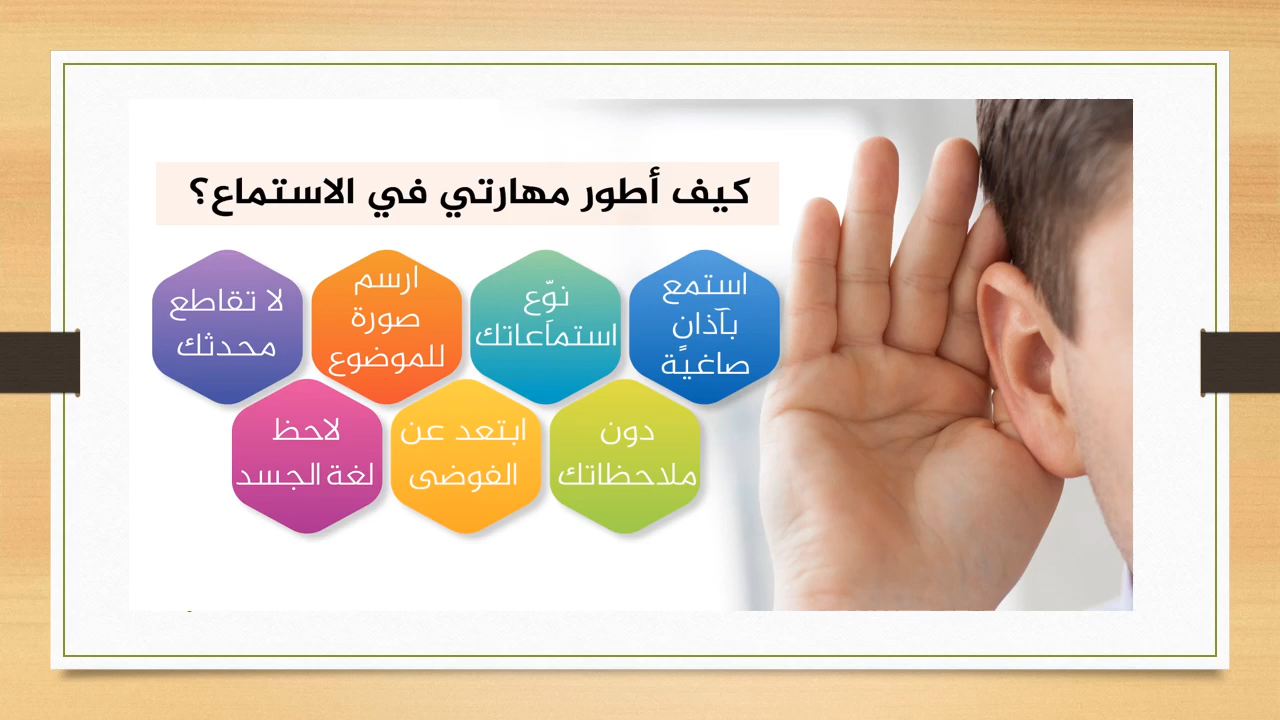 كيف أطور مهارتي في الاستماع؟
استمع
بآذان
صاغيًة
نوّع
استماَعاتك
ارسم
صورة
للموضوع
لا تقاطع
محدثك
دون
ملاحظاتك
ابتعد عن
الفوضى
لاحظ
لغة الجسد